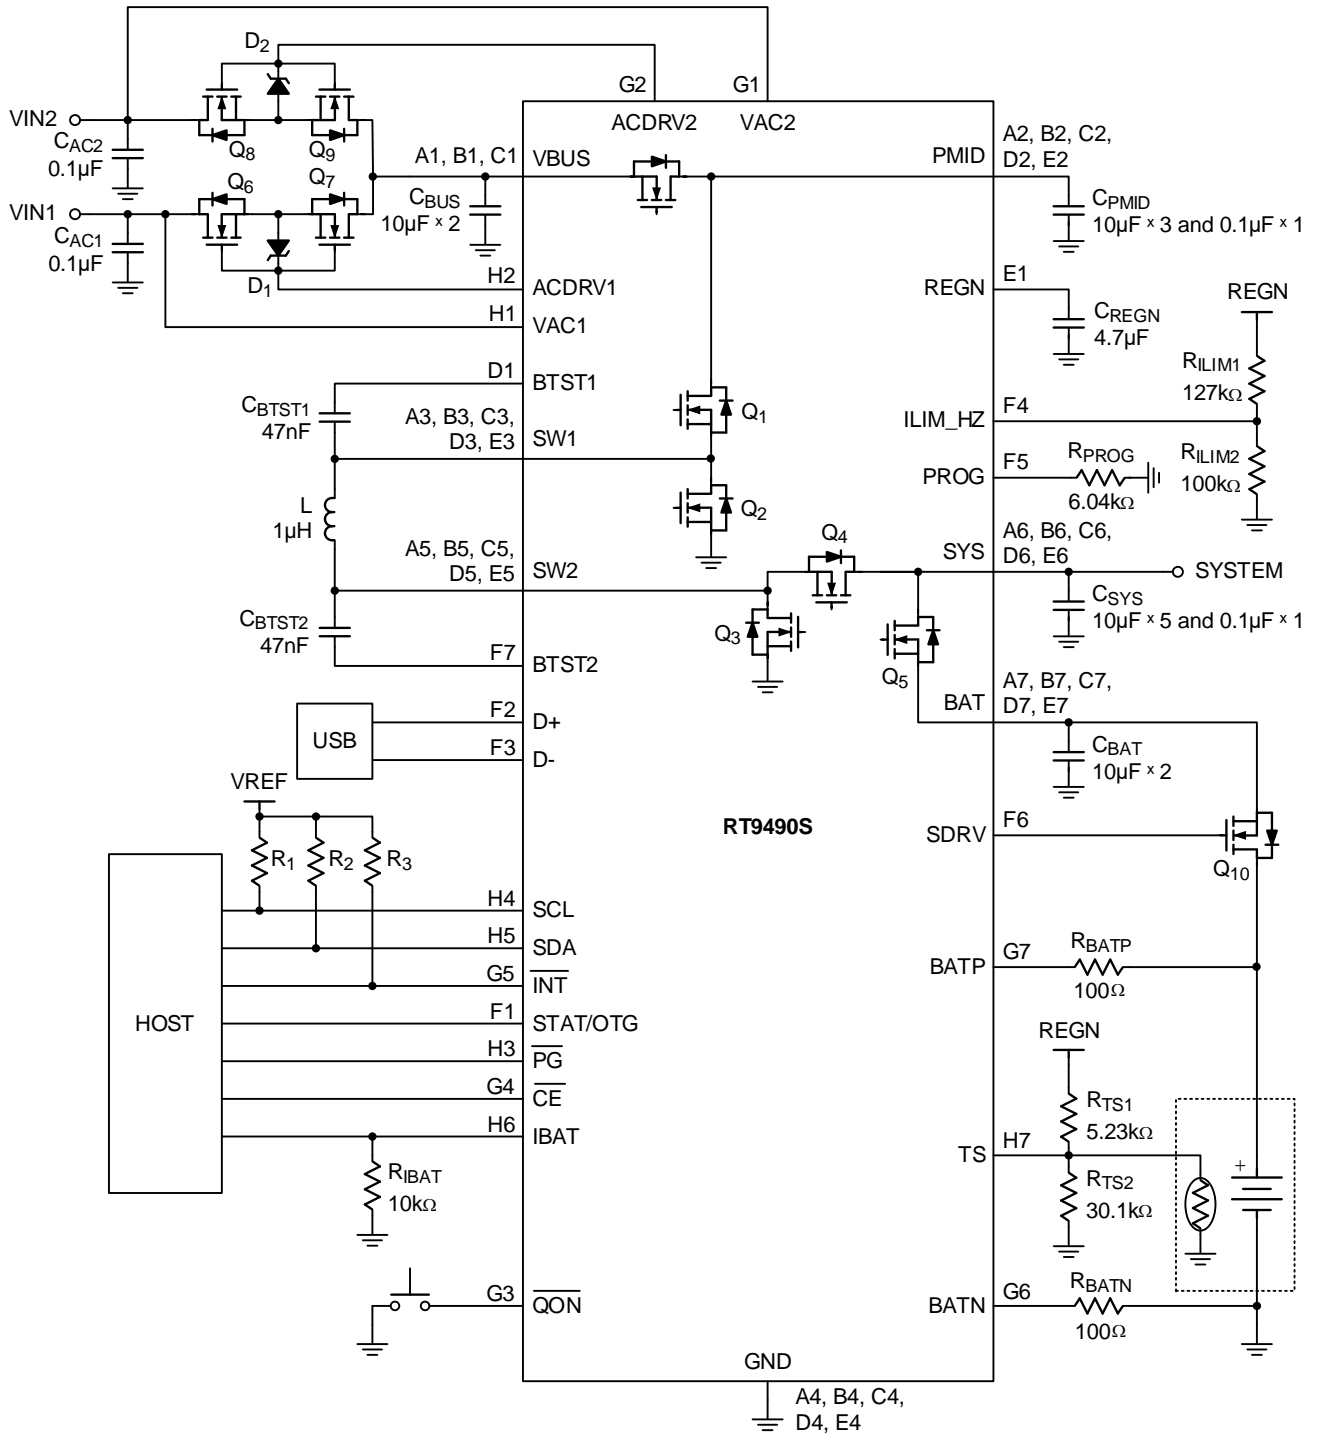 D2
G2
G1
VIN2
ACDRV2
VAC2
CAC2
0.1µF
Q8
Q9
A1, B1, C1
VBUS
PMID
A2, B2, C2,
D2, E2
Q6
Q7
VIN1
CBUS
10µF x 2
CPMID
10µF x 3 and 0.1µF x 1
CAC1
0.1µF
D1
H2
ACDRV1
REGN
E1
REGN
H1
VAC1
CREGN
4.7µF
RILIM1
127kΩ
D1
BTST1
CBTST1
47nF
A3, B3, C3,
D3, E3
SW1
Q1
ILIM_HZ
F4
PROG
F5
RPROG
6.04kΩ
RILIM2
100kΩ
L
1µH
Q2
A5, B5, C5,
D5, E5
SW2
Q4
SYS
A6, B6, C6,
D6, E6
SYSTEM
CSYS
10µF x 5 and 0.1µF x 1
CBTST2
47nF
Q3
Q5
F7
BTST2
BAT
A7, B7, C7,
D7, E7
CBAT
10µF x 2
USB
F2
D+
F3
D-
VREF
RT9490S
SDRV
F6
Q10
R1
R2
R3
HOST
H4
SCL
H5
SDA
G5
INT
F1
STAT/OTG
H3
PG
G4
CE
H6
IBAT
RIBAT
10kΩ
BATP
G7
RBATP
100Ω
REGN
RTS1
5.23kΩ
TS
H7
RTS2
30.1kΩ
+
G3
QON
BATN
G6
RBATN
100Ω
GND
A4, B4, C4,
D4, E4